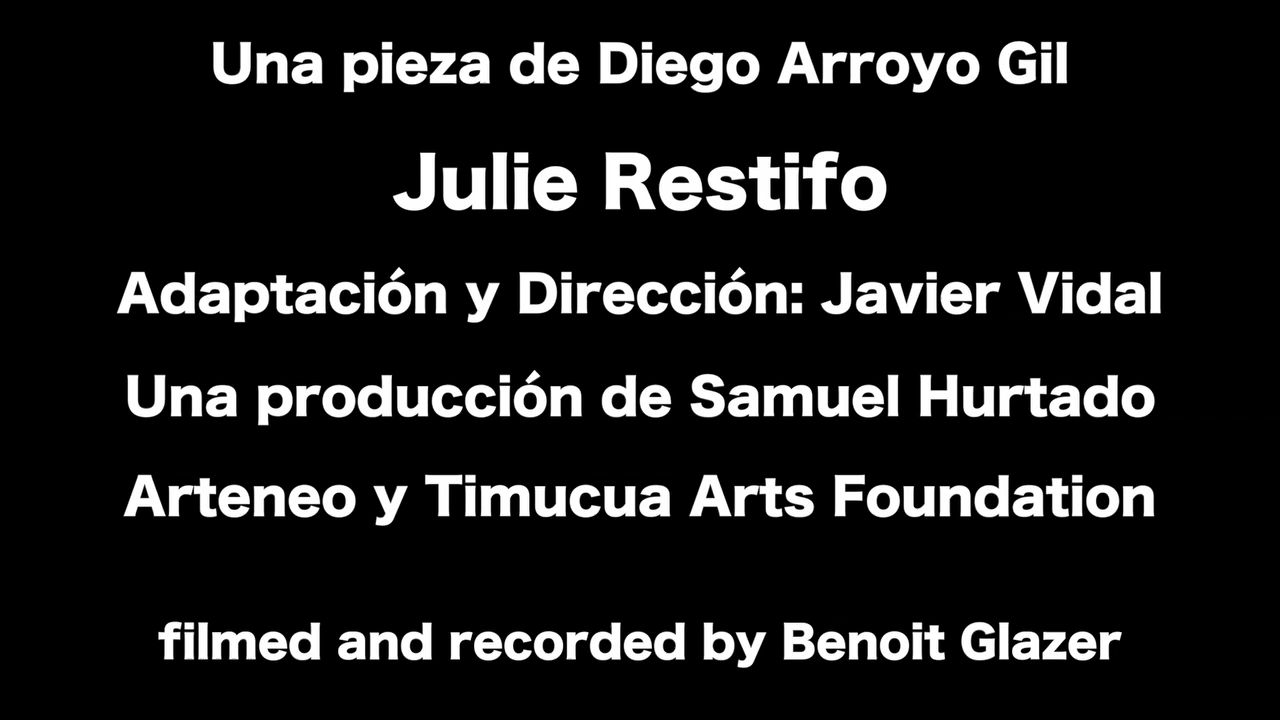 Una pieza de Diego Arroyo Gil
Julie Restifo
Adaptación y Dirección: Javier Vidal
Una producción de Samuel Hurtado
Arteneo y Timucua Arts Foundation
filmed and recorded by Benoit Glazer